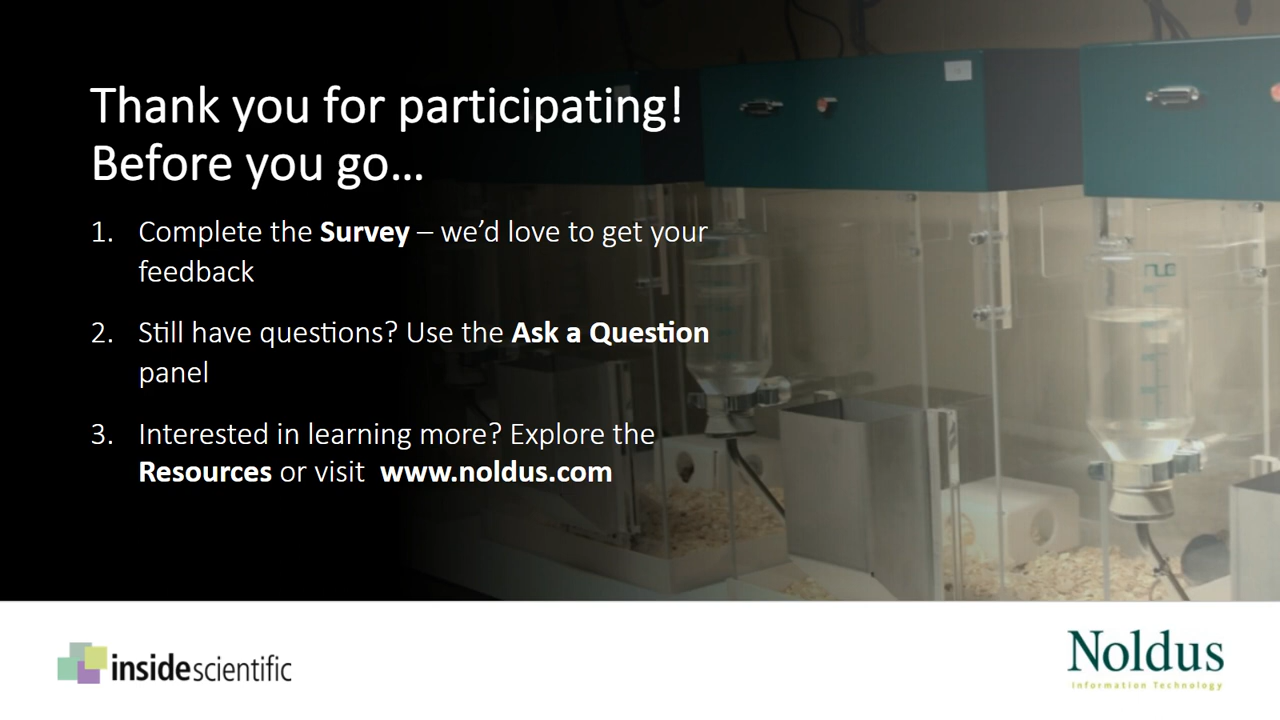 Thank you for participating!
Before you go…
1. Complete the Survey – we’d love to get your
feedback
2. Still have questions? Use the Ask a Question
panel
3. Interested in learning more? Explore the
Resources or visit www.noldus.com
insidescientific
Noldus
Information Technology